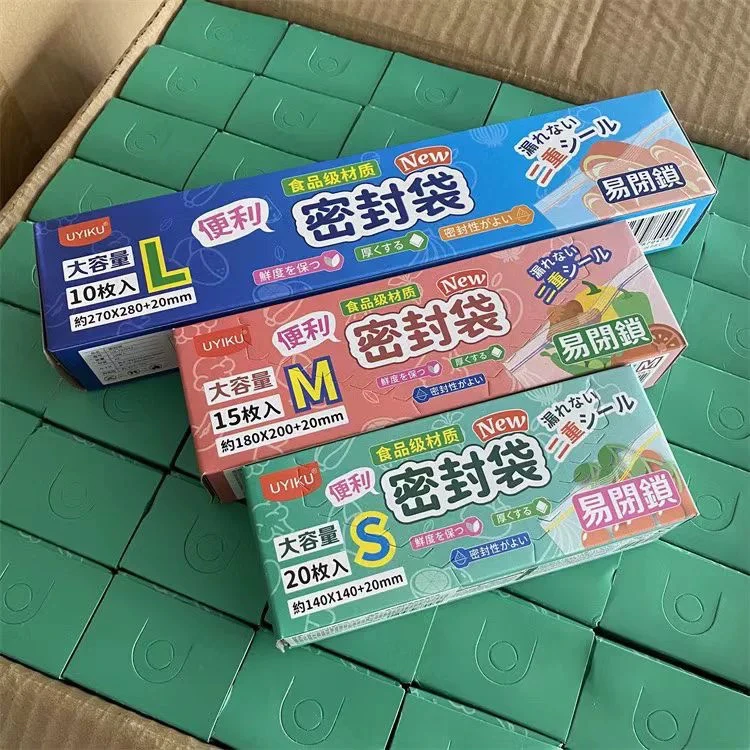 UYIKU
便利
食品级材质
New
密封袋
漏れない
二重シール
易閉鎖
大容量
L
10枚入
約270X280+20mm
鮮度を保つ
厚くする
密封性がよい
UYIKU
便利
食品级材质
New
密封袋
漏れない
二重シール
易閉鎖
大容量
M
15枚入
約180X200+20mm
鮮度を保つ
厚くする
密封性がよい
M
UYIKU
便利
食品级材质
New
密封袋
漏れない
二重シール
易閉鎖
大容量
S
20枚入
約140X140+20mm
鮮度を保つ
厚くする
密封性がよい